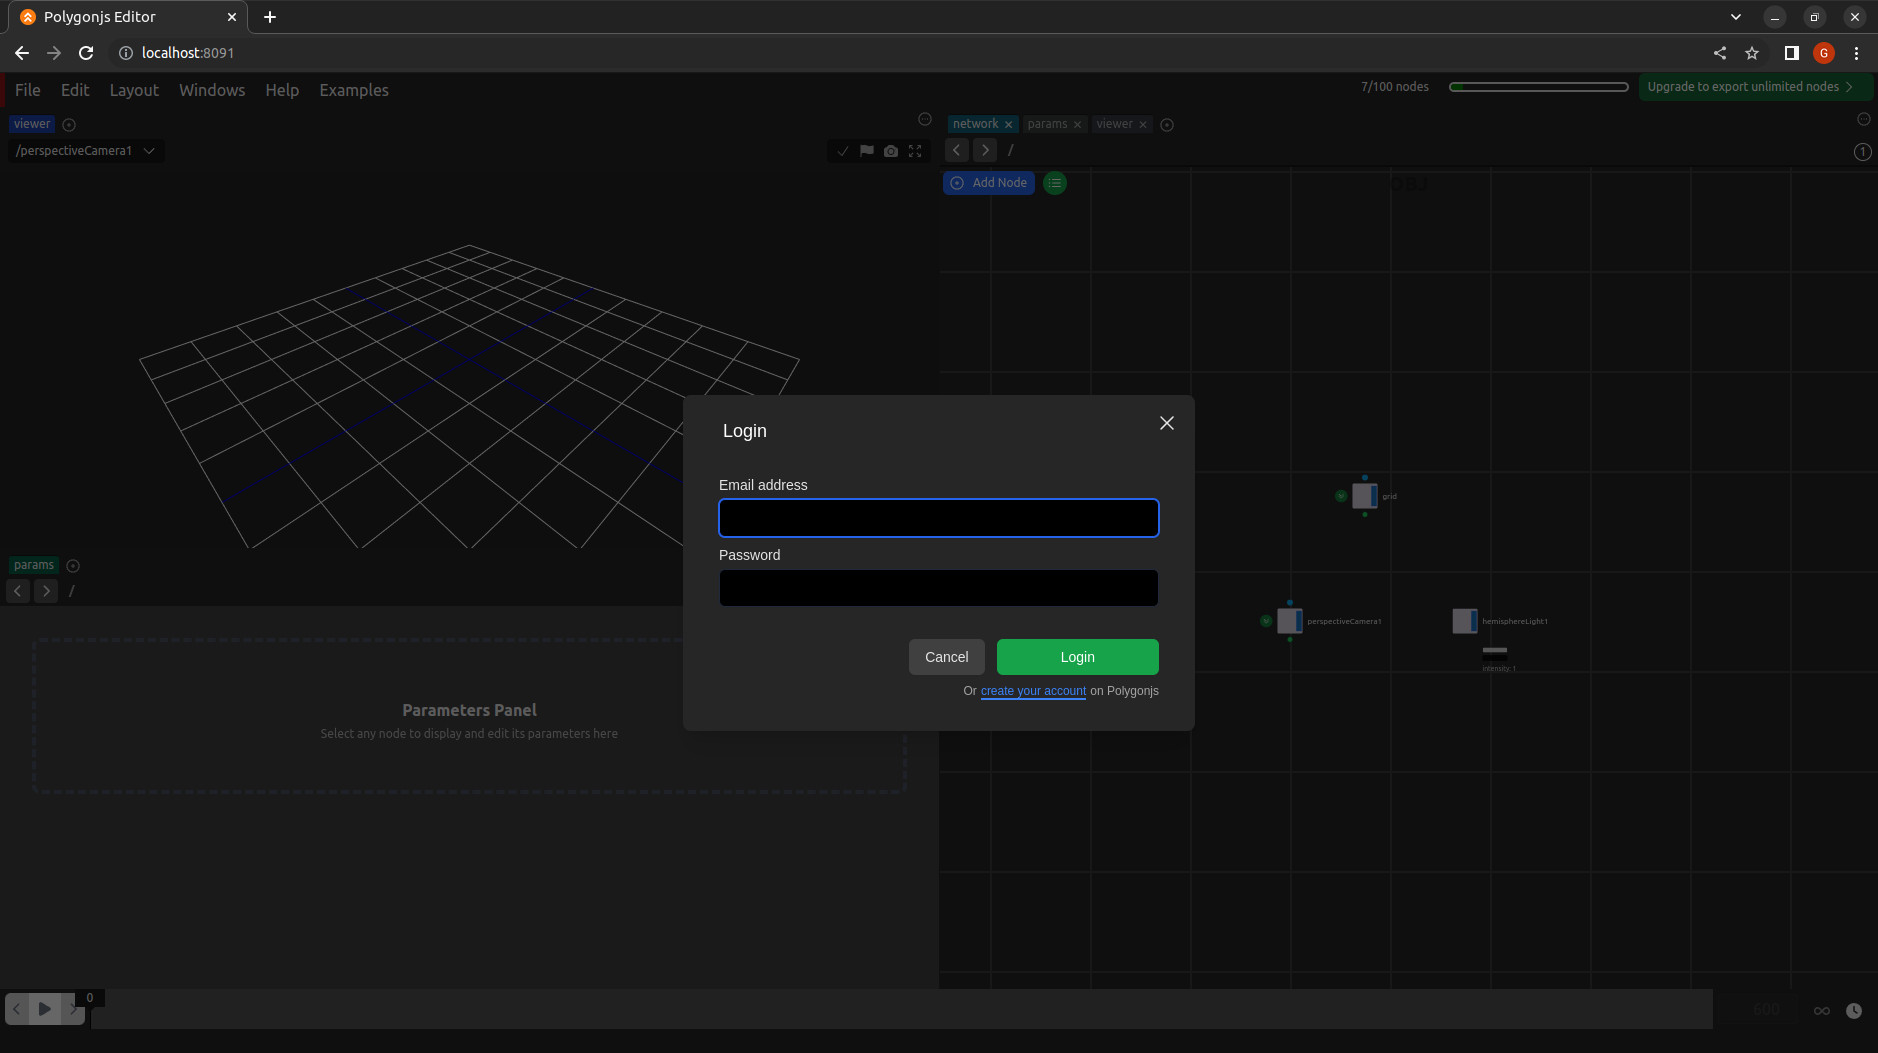 Polygonjs Editor
localhost:8091
G
File Edit Layout Windows Help Examples
7/100 nodes
Upgrade to export unlimited nodes
viewer
/perspectiveCamera1
network params viewer
/
1
Add Node
OBJ
grid
perspectiveCamera1
hemisphereLight1
intensity: 1
Login
Email address
Password
Cancel
Login
Or create your account on Polygonjs
params
/
Parameters Panel
Select any node to display and edit its parameters here
0
600